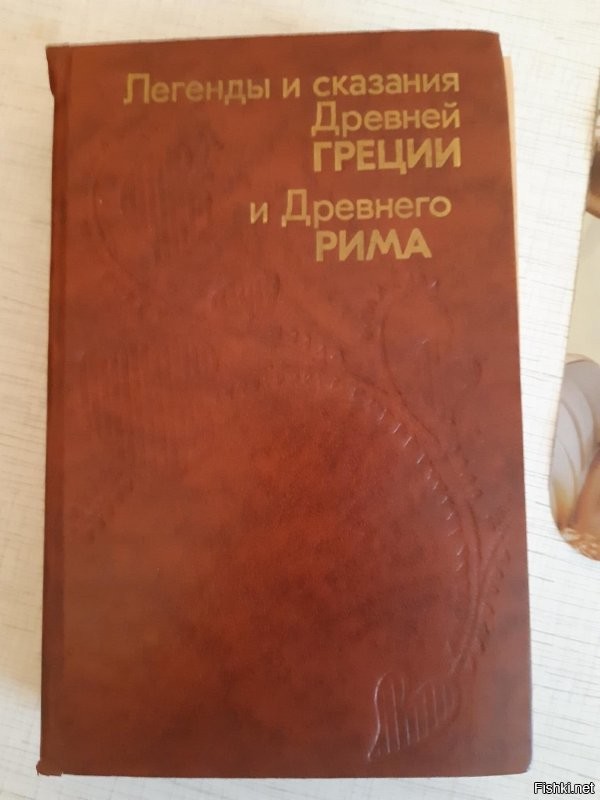 Легенды и сказания
Древней
ГРЕЦИИ
и Древнего
РИМА
Fishki.net